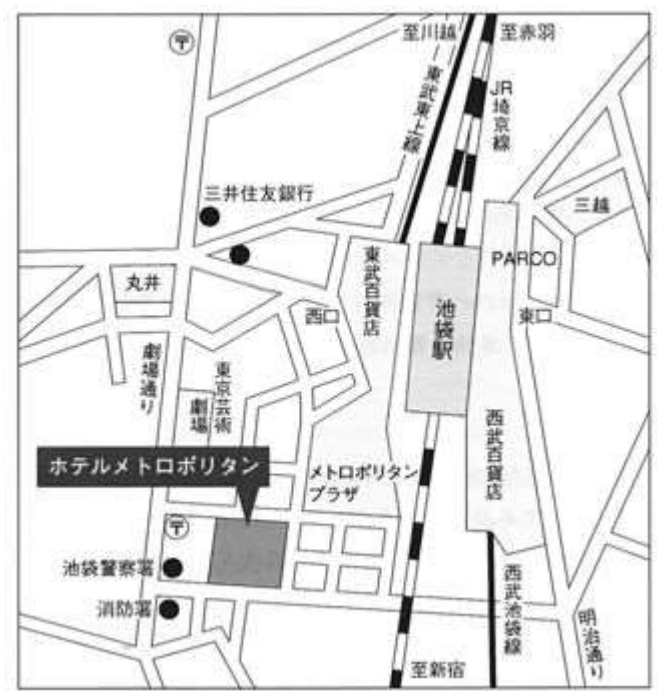 〒
至川越
至赤羽
東武東上線
JR埼京線
三井住友銀行
三越
東武百貨店
PARCO
丸井
池袋駅
西口
東口
劇場通り
東京芸術
劇場
西武百貨店
ホテルメトロポリタン
メトロポリタン
プラザ
〒
池袋警察署
消防署
西武池袋線
明治通り
至新宿